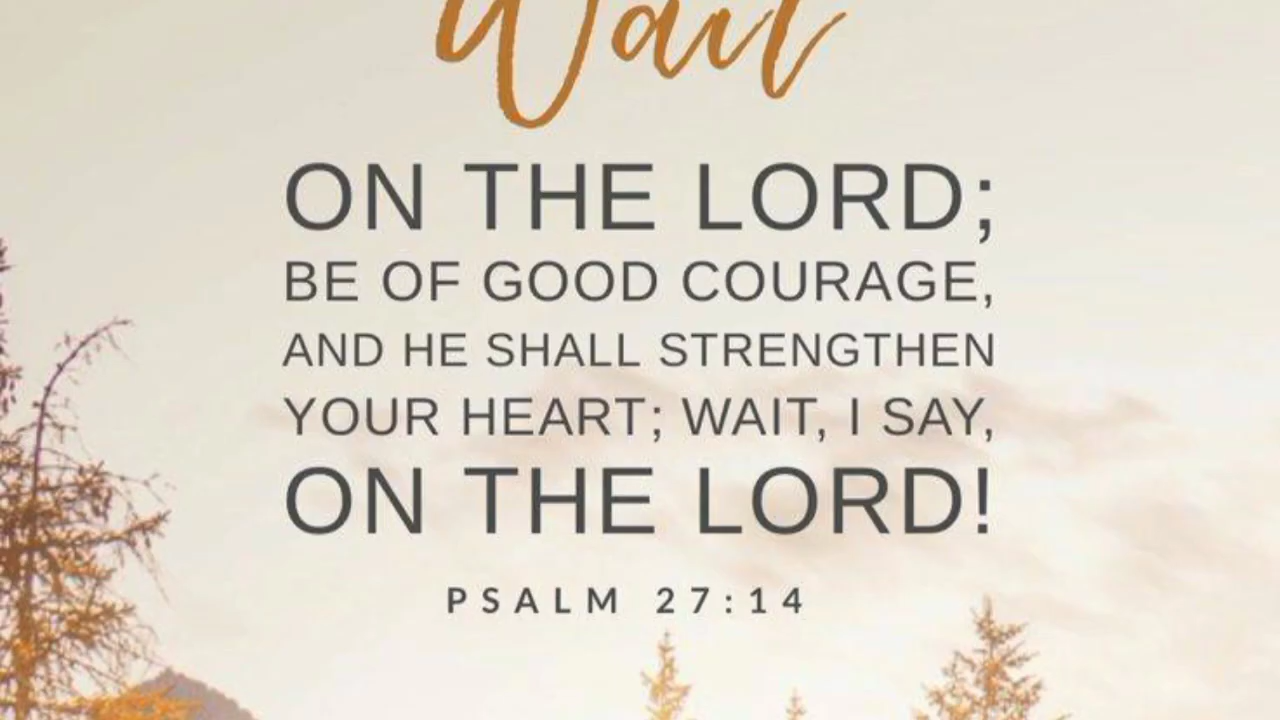 Wait
ON THE LORD;
BE OF GOOD COURAGE,
AND HE SHALL STRENGTHEN
YOUR HEART; WAIT, I SAY,
ON THE LORD!
PSALM 27:14